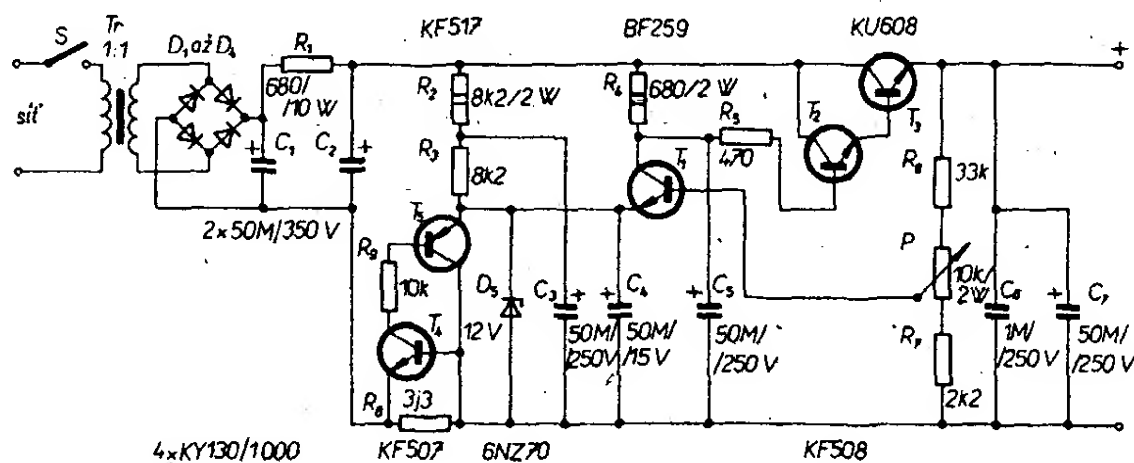 KF517 BF259 KU608
S
Tr
1:1
D₁ až D₄
R₁
680/
/10 W
síť
C₁
C₂
2×50M/350 V
R₂
8k2/2 W
R₃
8k2
T₅
R₉
10k
T₄
R₈
3j3
D₅
12 V
C₃
50M/
/250 V
C₄
50M/
/15 V
R₄
680/2 W
T₁
R₅
470
C₅
50M/
/250 V
T₂
T₃
R₆
33k
P
10k/
2W
R₇
2k2
C₆
1M/
/250 V
C₇
50M/
/250 V
4×KY130/1000 KF507 6NZ70 KF508